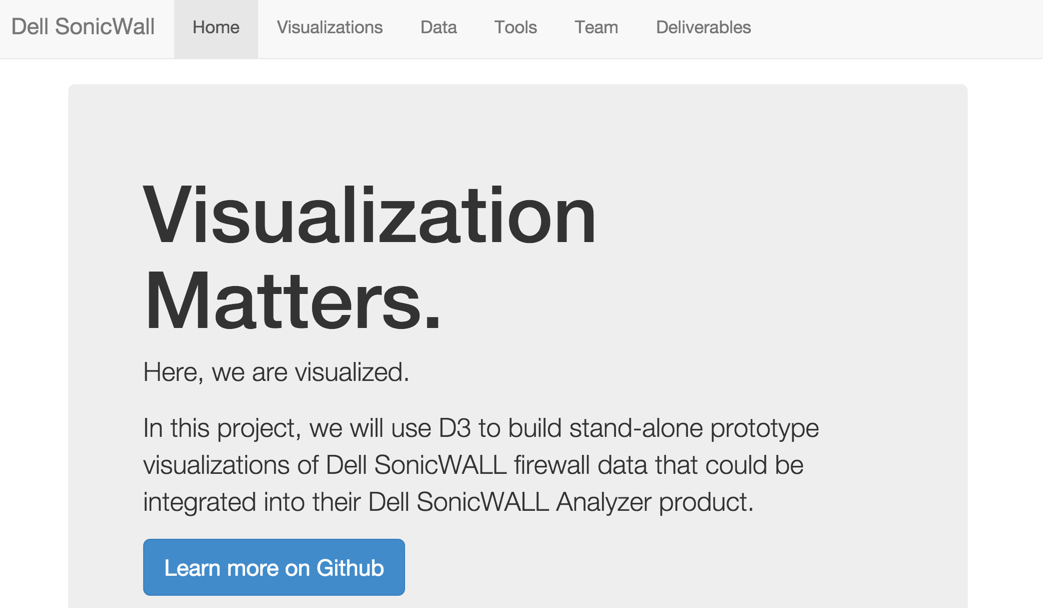 Dell SonicWall Home Visualizations Data Tools Team Deliverables
Visualization
Matters.
Here, we are visualized.
In this project, we will use D3 to build stand-alone prototype
visualizations of Dell SonicWALL firewall data that could be
integrated into their Dell SonicWALL Analyzer product.
Learn more on Github